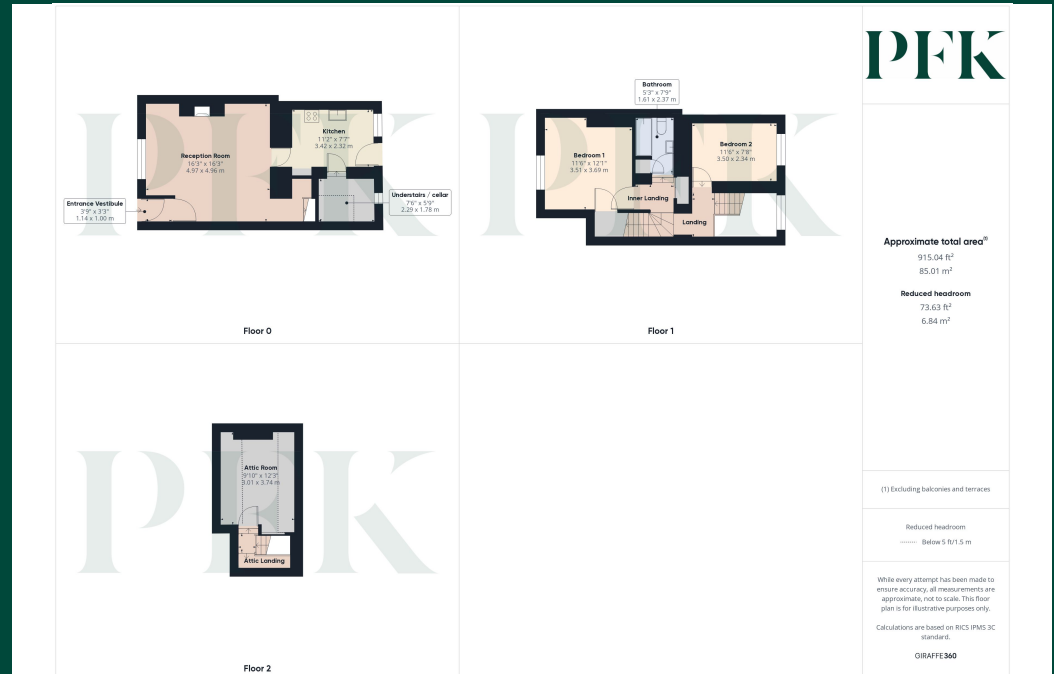 PFK
Reception Room
16'3" x 16'3"
4.97 x 4.96 m
Kitchen
11'2" x 7'7"
3.42 x 2.32 m
Entrance Vestibule
3'9" x 3'3"
1.14 x 1.00 m
Understairs / cellar
7'6" x 5'9"
2.29 x 1.78 m
Floor 0
Bathroom
5'3" x 7'9"
1.61 x 2.37 m
Bedroom 1
11'6" x 12'1"
3.51 x 3.69 m
Bedroom 2
11'6" x 7'8"
3.50 x 2.34 m
Inner Landing
Landing
Floor 1
Attic Room
9'10" x 12'3"
3.01 x 3.74 m
Attic Landing
Floor 2
PFK
Approximate total area⁽¹⁾
915.04 ft²
85.01 m²
Reduced headroom
73.63 ft²
6.84 m²
(1) Excluding balconies and terraces
Reduced headroom
Below 5 ft/1.5 m
While every attempt has been made to
ensure accuracy, all measurements are
approximate, not to scale. This floor
plan is for illustrative purposes only.
Calculations are based on RICS IPMS 3C
standard.
GIRAFFE360